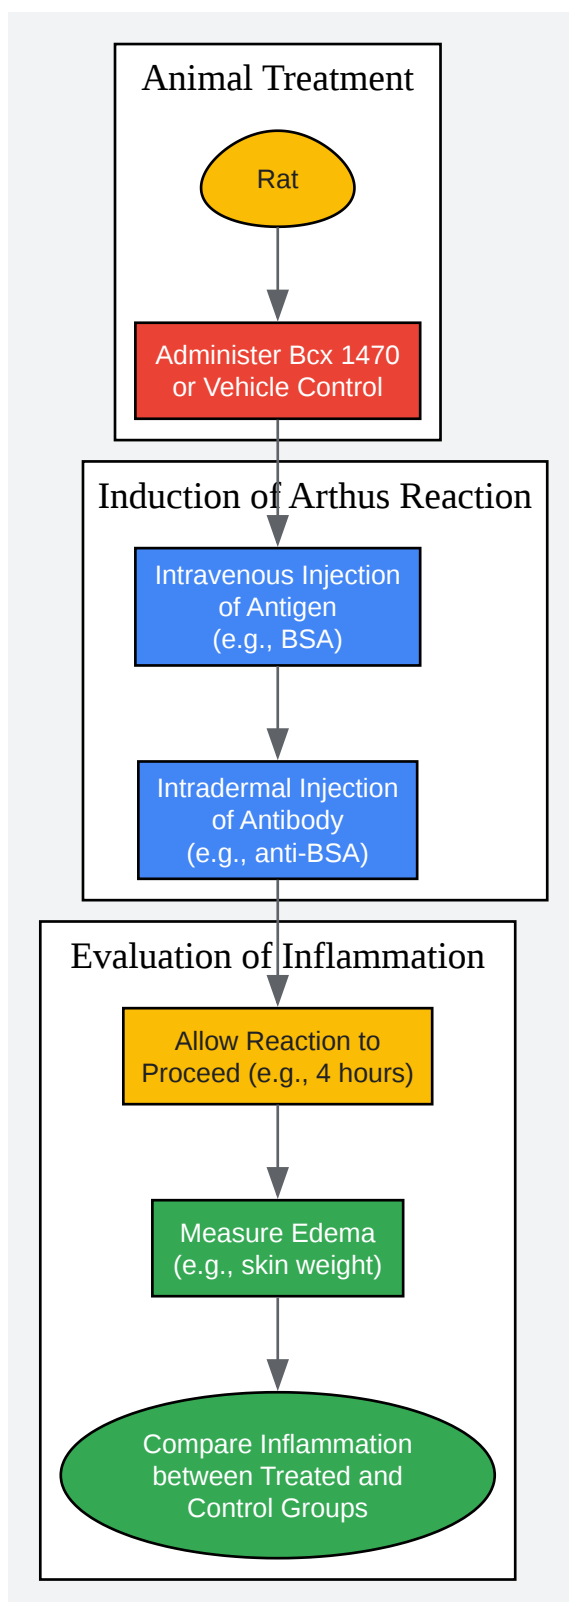 Animal Treatment
Rat
Administer Bcx 1470
or Vehicle Control
Induction of Arthus Reaction
Intravenous Injection
of Antigen
(e.g., BSA)
Intradermal Injection
of Antibody
(e.g., anti-BSA)
Evaluation of Inflammation
Allow Reaction to
Proceed (e.g., 4 hours)
Measure Edema
(e.g., skin weight)
Compare Inflammation
between Treated and
Control Groups